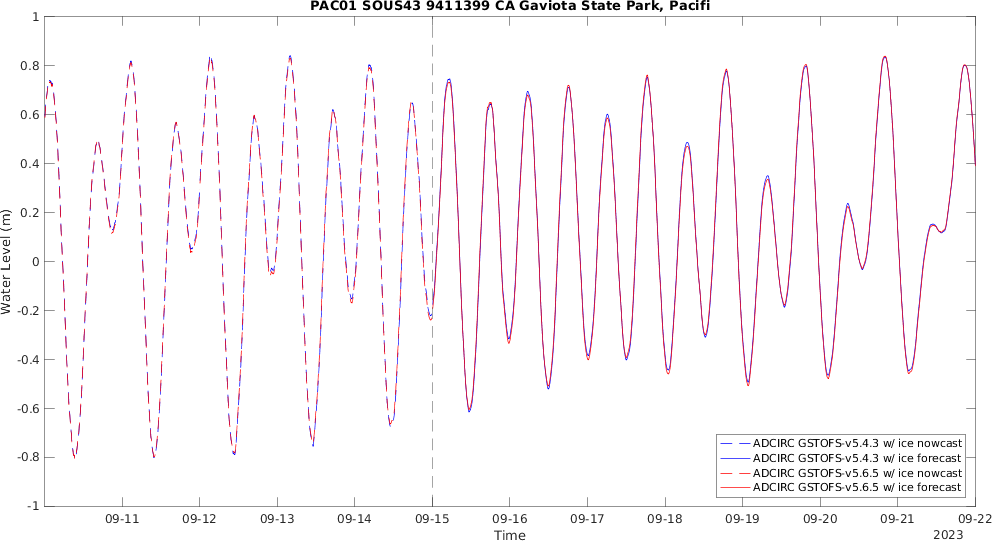 PAC01 SOUS43 9411399 CA Gaviota State Park, Pacifi
Water Level (m)
1
0.8
0.6
0.4
0.2
0
-0.2
-0.4
-0.6
-0.8
-1
ADCIRC GSTOFS-v5.4.3 w/ ice nowcast
ADCIRC GSTOFS-v5.4.3 w/ ice forecast
ADCIRC GSTOFS-v5.6.5 w/ ice nowcast
ADCIRC GSTOFS-v5.6.5 w/ ice forecast
09-11 09-12 09-13 09-14 09-15 09-16 09-17 09-18 09-19 09-20 09-21 09-22
Time
2023